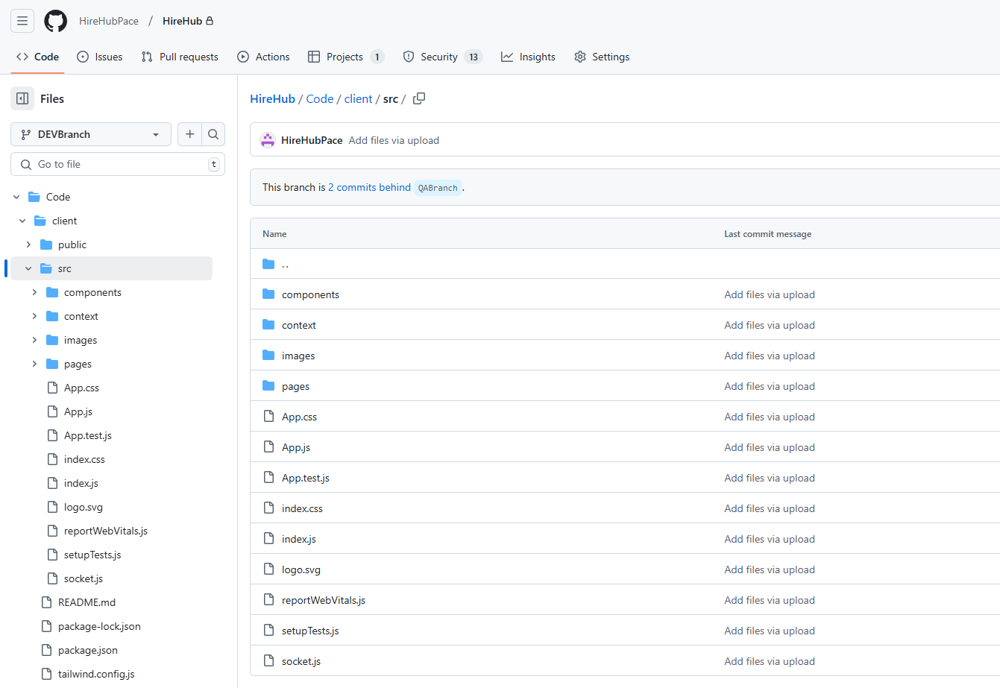 HireHubPace / HireHub
Code Issues Pull requests Actions Projects 1 Security 13 Insights Settings
Files
DEVBranch
Go to file t
Code
client
public
src
components
context
images
pages
App.css
App.js
App.test.js
index.css
index.js
logo.svg
reportWebVitals.js
setupTests.js
socket.js
README.md
package-lock.json
package.json
tailwind.config.js
HireHub / Code / client / src /
HireHubPace Add files via upload
This branch is 2 commits behind QABranch .
Name Last commit message
..
components Add files via upload
context Add files via upload
images Add files via upload
pages Add files via upload
App.css Add files via upload
App.js Add files via upload
App.test.js Add files via upload
index.css Add files via upload
index.js Add files via upload
logo.svg Add files via upload
reportWebVitals.js Add files via upload
setupTests.js Add files via upload
socket.js Add files via upload